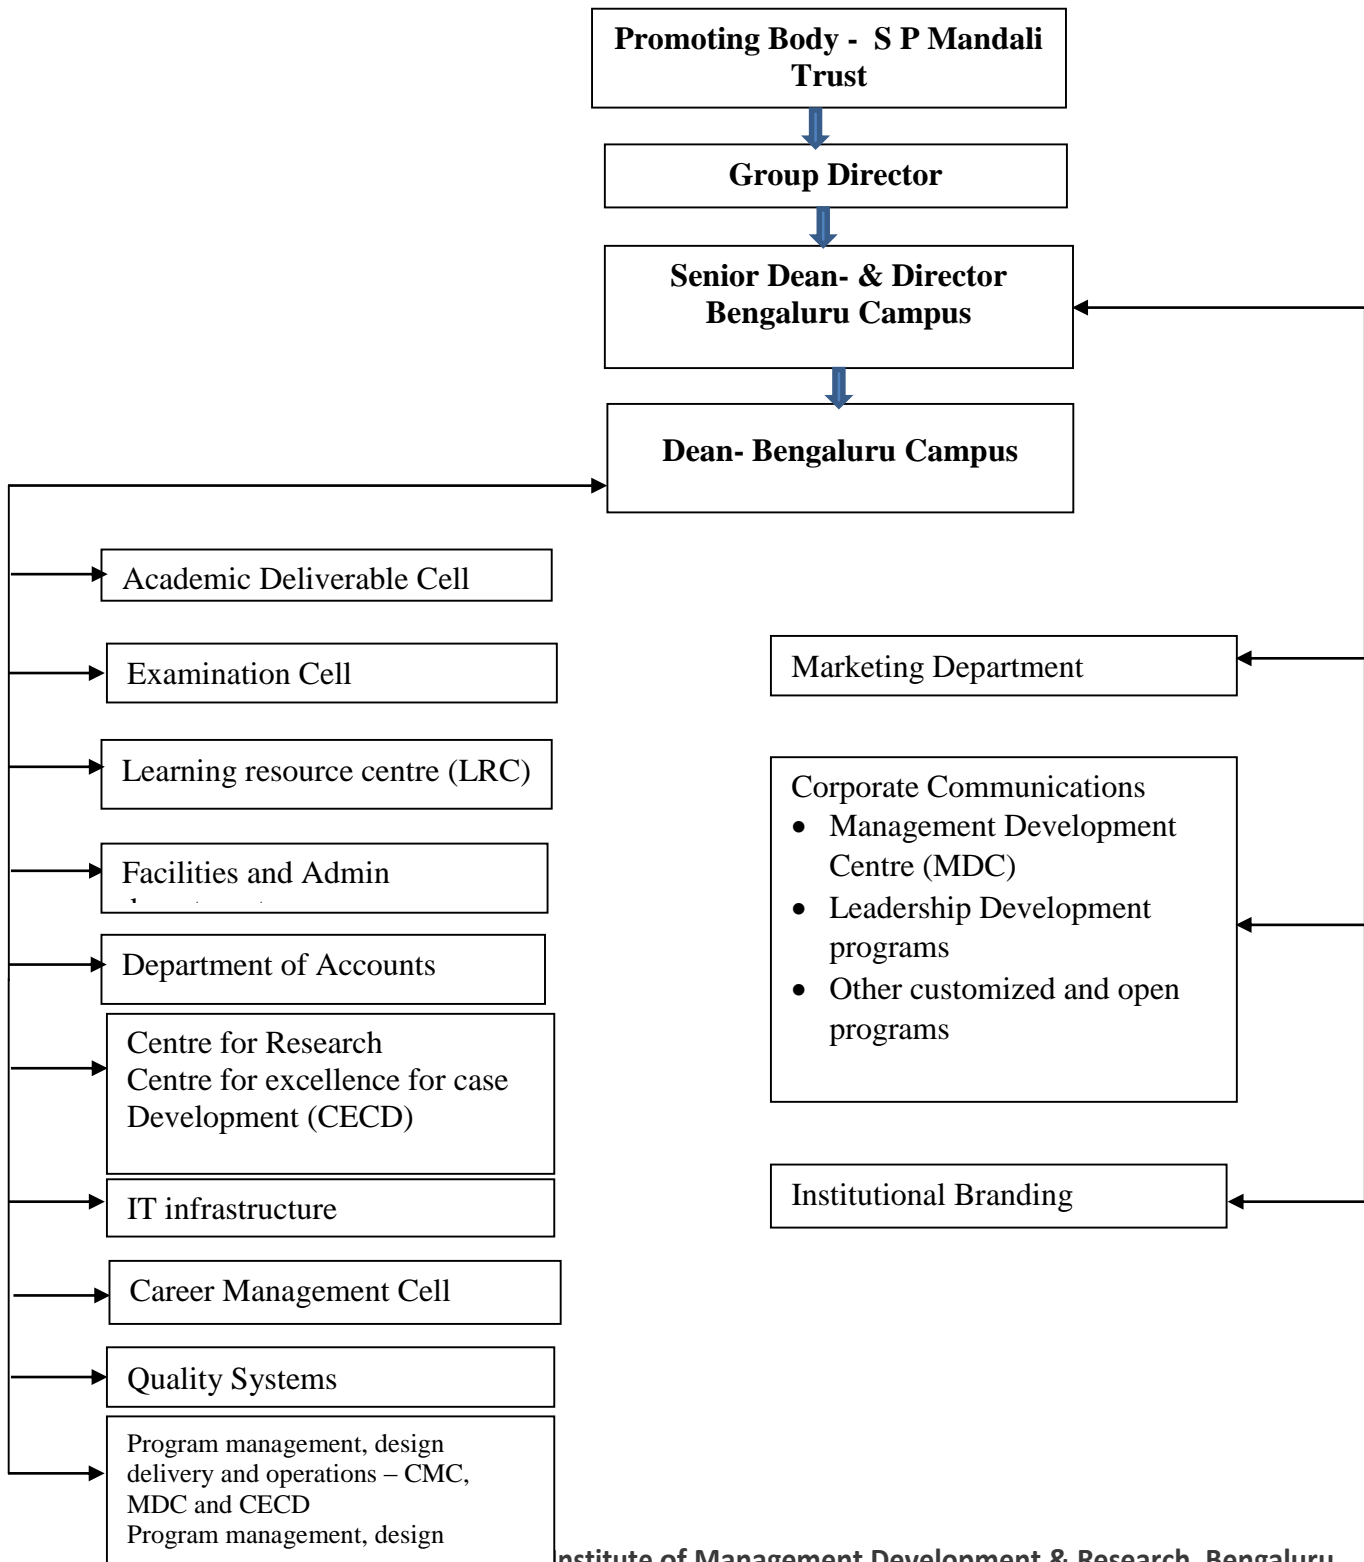 Promoting Body -  S P Mandali
Trust
Group Director
Senior Dean- & Director
Bengaluru Campus
Dean- Bengaluru Campus
Academic Deliverable Cell
Examination Cell
Learning resource centre (LRC)
Facilities and Admin
Department of Accounts
Centre for Research
Centre for excellence for case
Development (CECD)
IT infrastructure
Career Management Cell
Quality Systems
Program management, design
delivery and operations – CMC,
MDC and CECD
Program management, design
Marketing Department
Corporate Communications
• Management Development
Centre (MDC)
• Leadership Development
programs
• Other customized and open
programs
Institutional Branding
Institute of Management Development & Research, Bengaluru